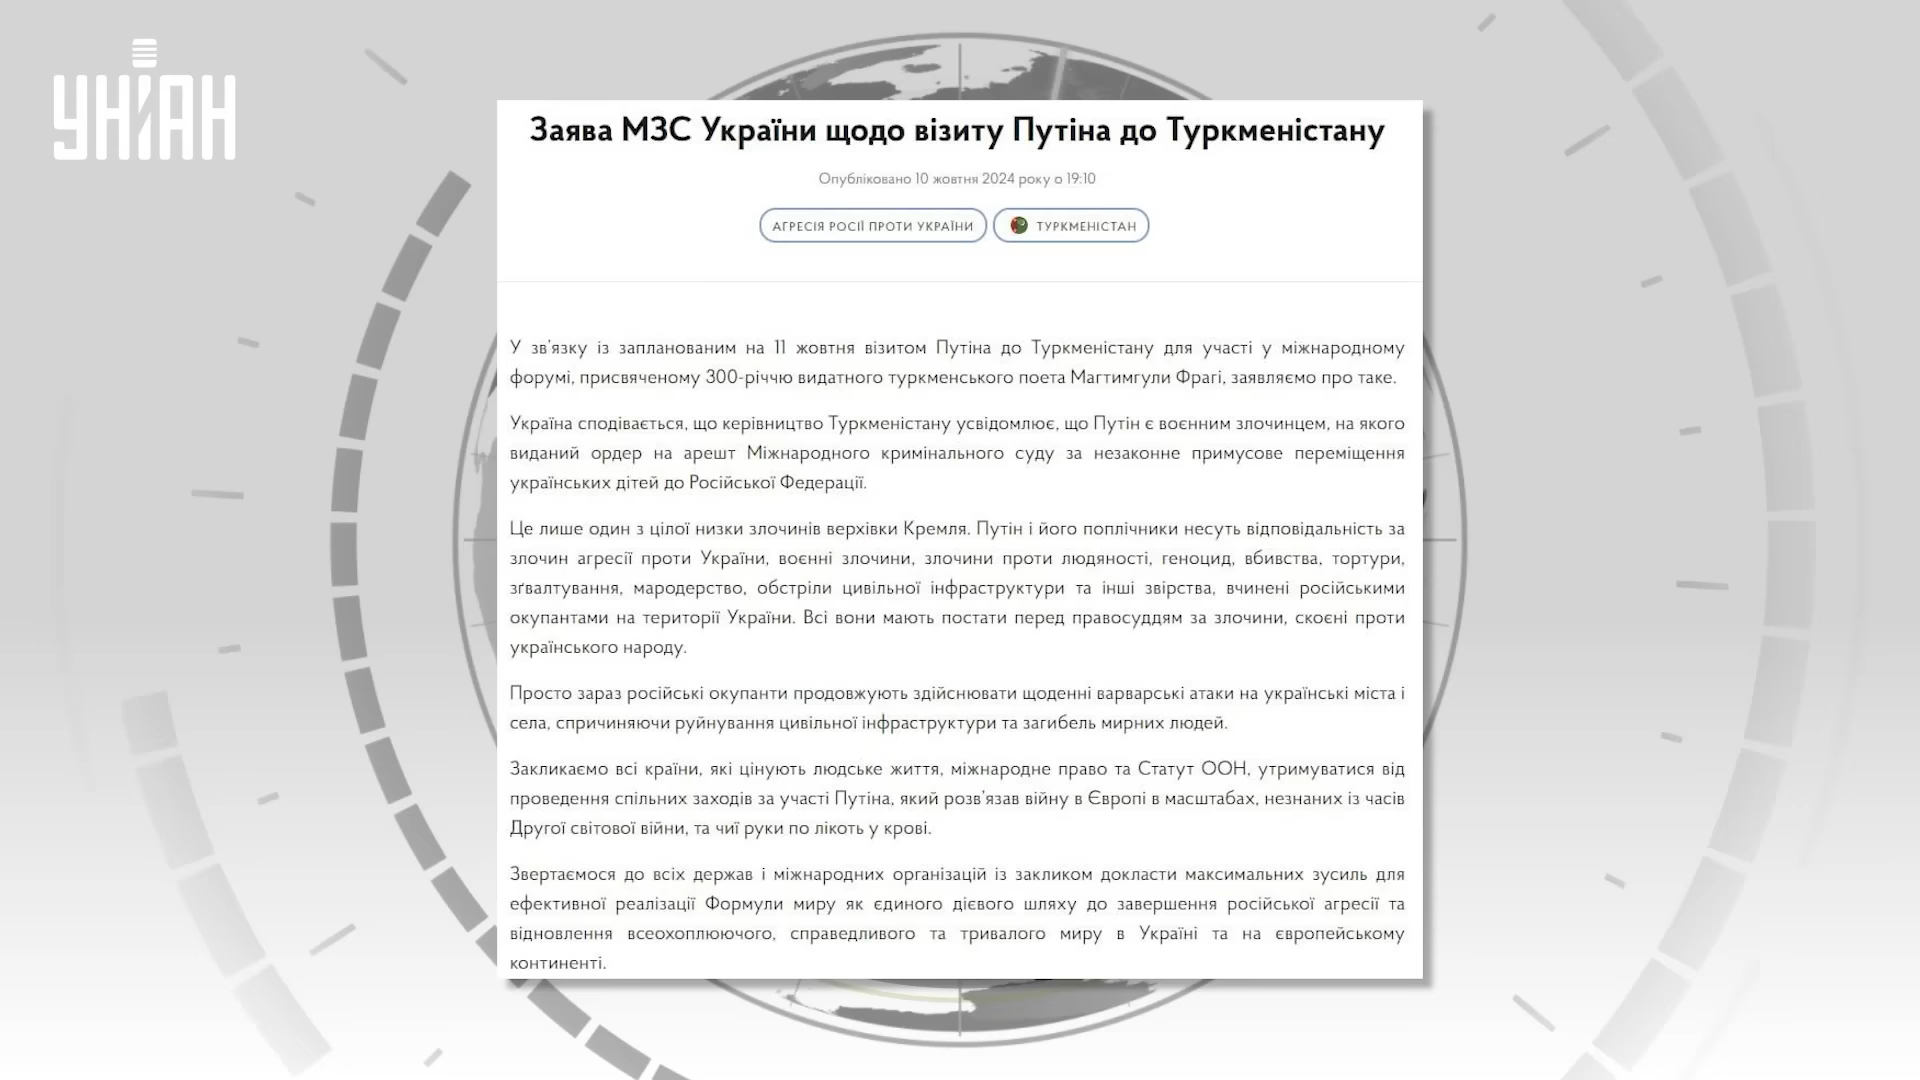 УНІАН
Заява МЗС України щодо візиту Путіна до Туркменістану
Опубліковано 10 жовтня 2024 року о 19:10
АГРЕСІЯ РОСІЇ ПРОТИ УКРАЇНИ ТУРКМЕНІСТАН
У зв’язку із запланованим на 11 жовтня візитом Путіна до Туркменістану для участі у міжнародному
форумі, присвяченому 300-річчю видатного туркменського поета Магтимгули Фрагі, заявляємо про таке.
Україна сподівається, що керівництво Туркменістану усвідомлює, що Путін є воєнним злочинцем, на якого
виданий ордер на арешт Міжнародного кримінального суду за незаконне примусове переміщення
українських дітей до Російської Федерації.
Це лише один з цілої низки злочинів верхівки Кремля. Путін і його поплічники несуть відповідальність за
злочин агресії проти України, воєнні злочини, злочини проти людяності, геноцид, вбивства, тортури,
зґвалтування, мародерство, обстріли цивільної інфраструктури та інші звірства, вчинені російськими
окупантами на території України. Всі вони мають постати перед правосуддям за злочини, скоєні проти
українського народу.
Просто зараз російські окупанти продовжують здійснювати щоденні варварські атаки на українські міста і
села, спричиняючи руйнування цивільної інфраструктури та загибель мирних людей.
Закликаємо всі країни, які цінують людське життя, міжнародне право та Статут ООН, утримуватися від
проведення спільних заходів за участі Путіна, який розв’язав війну в Європі в масштабах, незнаних із часів
Другої світової війни, та чиї руки по лікоть у крові.
Звертаємося до всіх держав і міжнародних організацій із закликом докласти максимальних зусиль для
ефективної реалізації Формули миру як єдиного дієвого шляху до завершення російської агресії та
відновлення всеохоплюючого, справедливого та тривалого миру в Україні та на європейському
континенті.